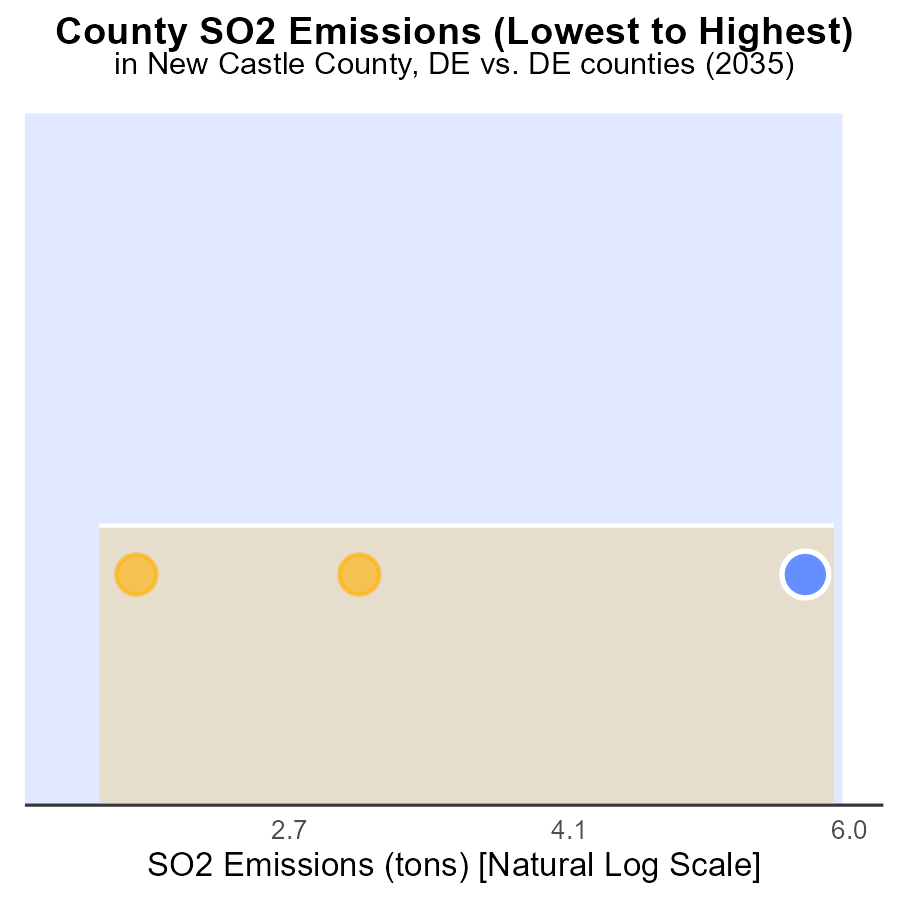 County SO2 Emissions (Lowest to Highest)
in New Castle County, DE vs. DE counties (2035)
2.7 4.1 6.0
SO2 Emissions (tons) [Natural Log Scale]